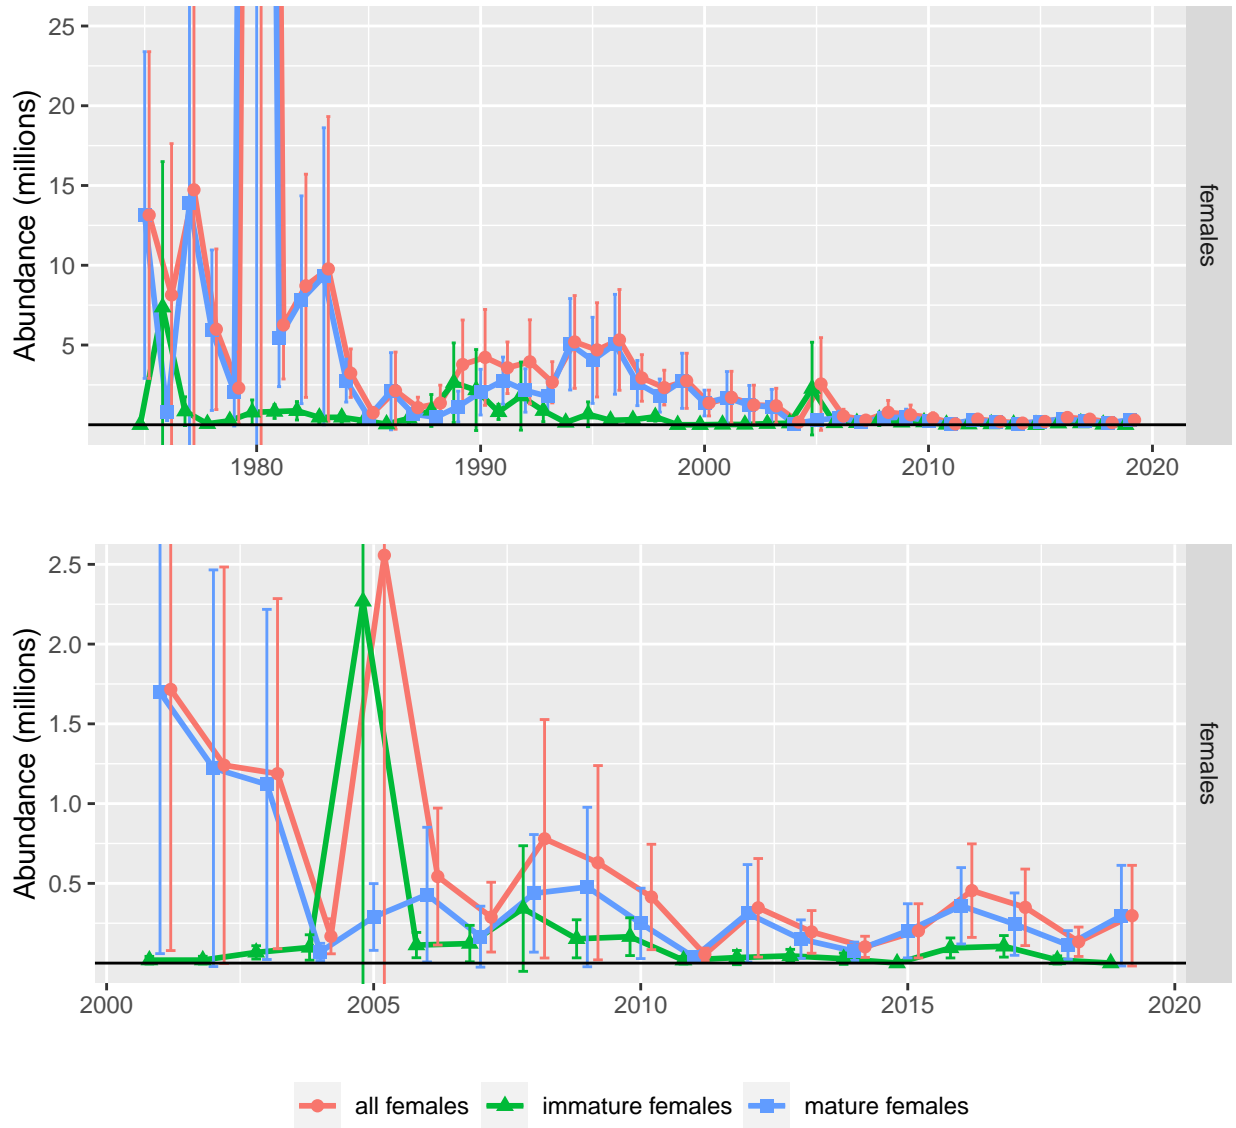 25
20
15
10
5
Abundance (millions)
females
1980 1990 2000 2010 2020
2.5
2.0
1.5
1.0
0.5
Abundance (millions)
females
2000 2005 2010 2015 2020
all females immature females mature females